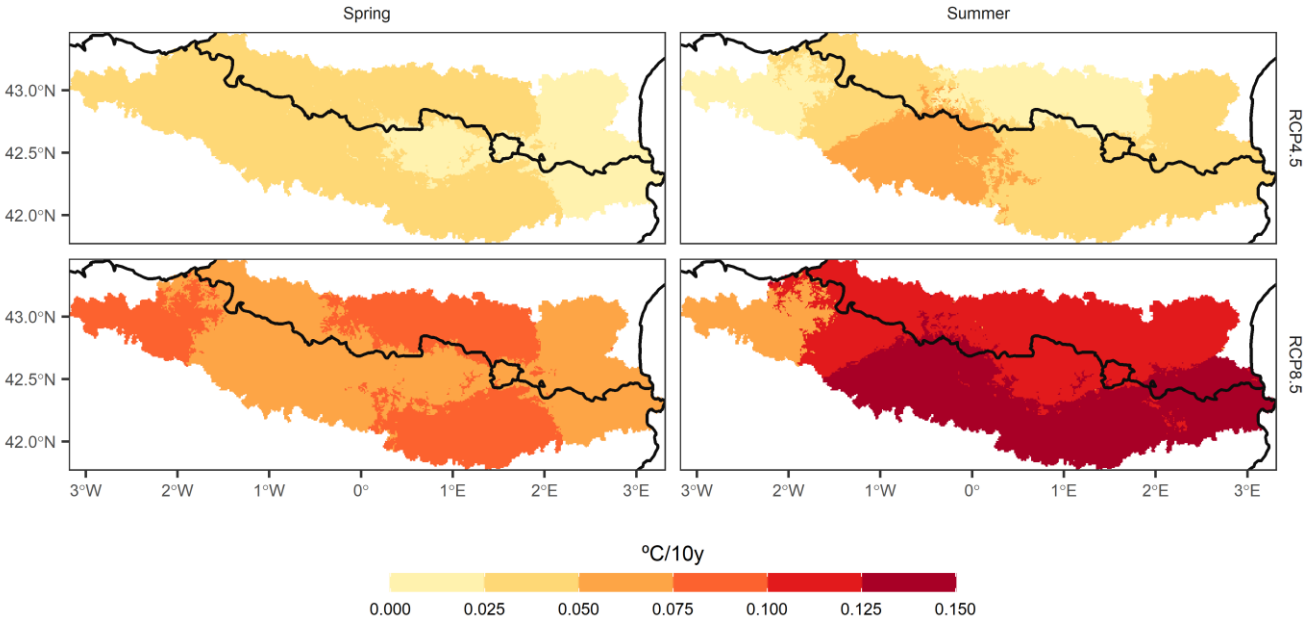 Spring Summer
43.0°N
42.5°N
42.0°N
RCP4.5
43.0°N
42.5°N
42.0°N
RCP8.5
3°W 2°W 1°W 0° 1°E 2°E 3°E 3°W 2°W 1°W 0° 1°E 2°E 3°E
ºC/10y
0.000 0.025 0.050 0.075 0.100 0.125 0.150